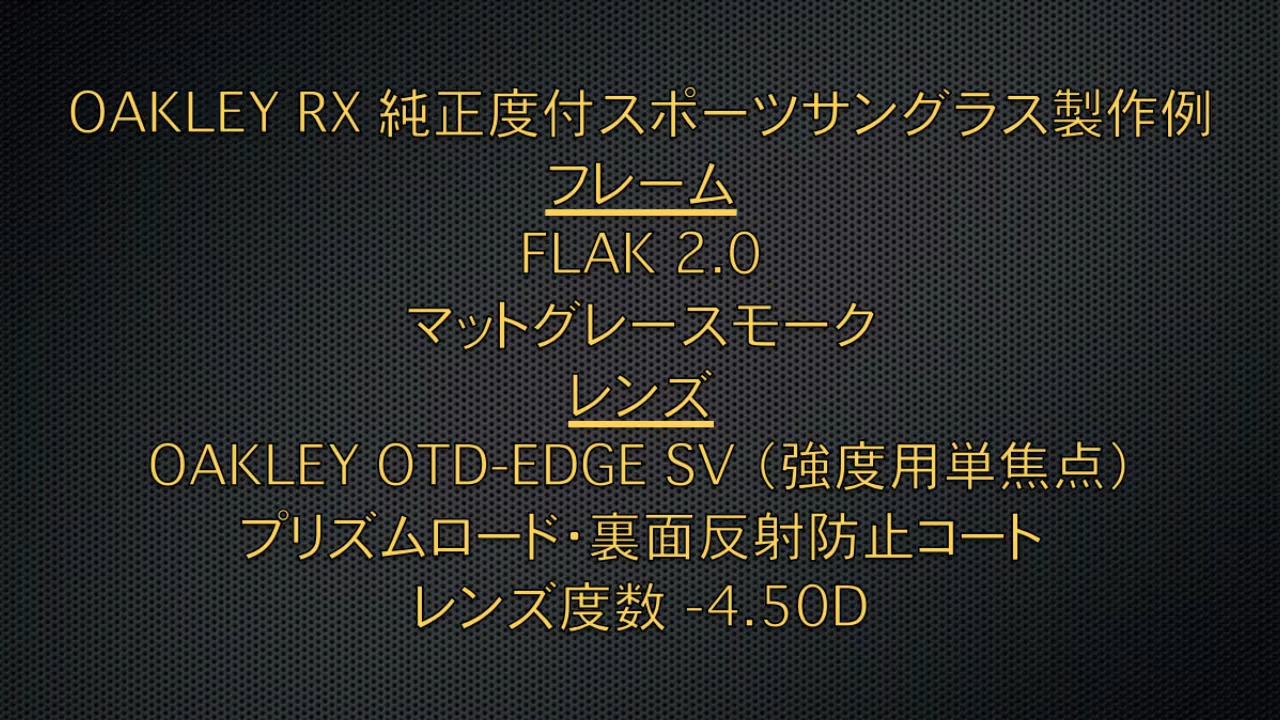 OAKLEY RX 純正度付スポーツサングラス製作例
フレーム
FLAK 2.0
マットグレースモーク
レンズ
OAKLEY OTD-EDGE SV（強度用単焦点）
プリズムロード・裏面反射防止コート
レンズ度数 -4.50D